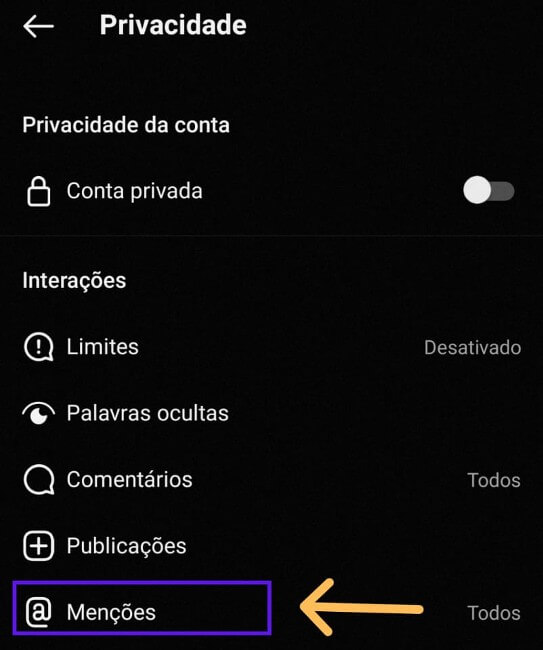 Privacidade
Privacidade da conta
Conta privada
Interações
Limites Desativado
Palavras ocultas
Comentários Todos
Publicações
Menções Todos